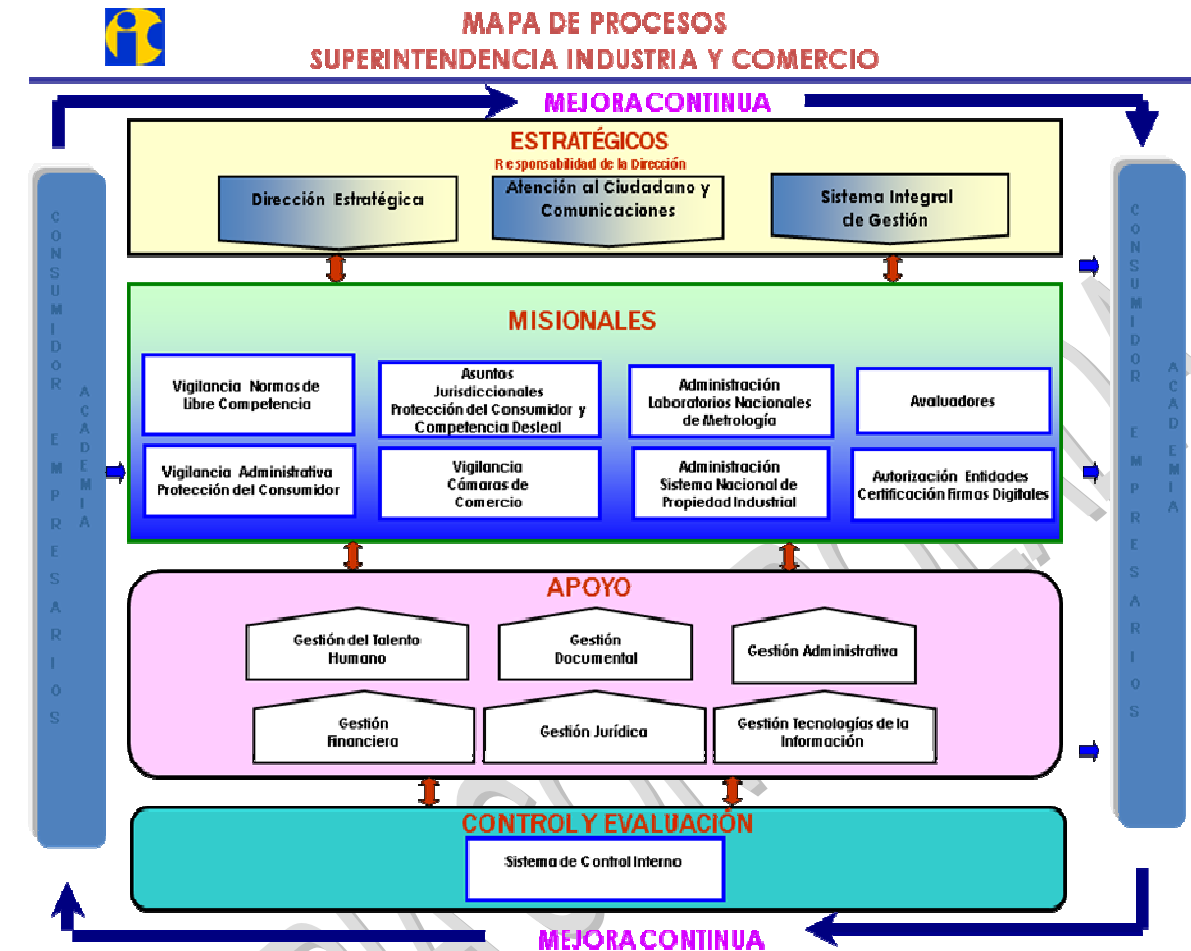 MAPA DE PROCESOS
SUPERINTENDENCIA INDUSTRIA Y COMERCIO
MEJORA CONTINUA
ESTRATÉGICOS
Responsabilidad de la Dirección
Dirección Estratégica
Atención al Ciudadano y
Comunicaciones
Sistema Integral
de Gestión
CONSUMIDOR EMPRESARIOS
ACADEMIA
MISIONALES
Vigilancia Normas de
Libre Competencia
Asuntos
Jurisdiccionales
Protección del Consumidor y
Competencia Desleal
Administración
Laboratorios Nacionales
de Metrología
Avaluadores
Vigilancia Administrativa
Protección del Consumidor
Vigilancia
Cámaras de
Comercio
Administración
Sistema Nacional de
Propiedad Industrial
Autorización Entidades
Certificación Firmas Digitales
CONSUMIDOR EMPRESARIOS
ACADEMIA
APOYO
Gestión del Talento
Humano
Gestión
Documental
Gestión Administrativa
Gestión
Financiera
Gestión Jurídica
Gestión Tecnologías de la
Información
CONTROL Y EVALUACIÓN
Sistema de Control Interno
MEJORA CONTINUA